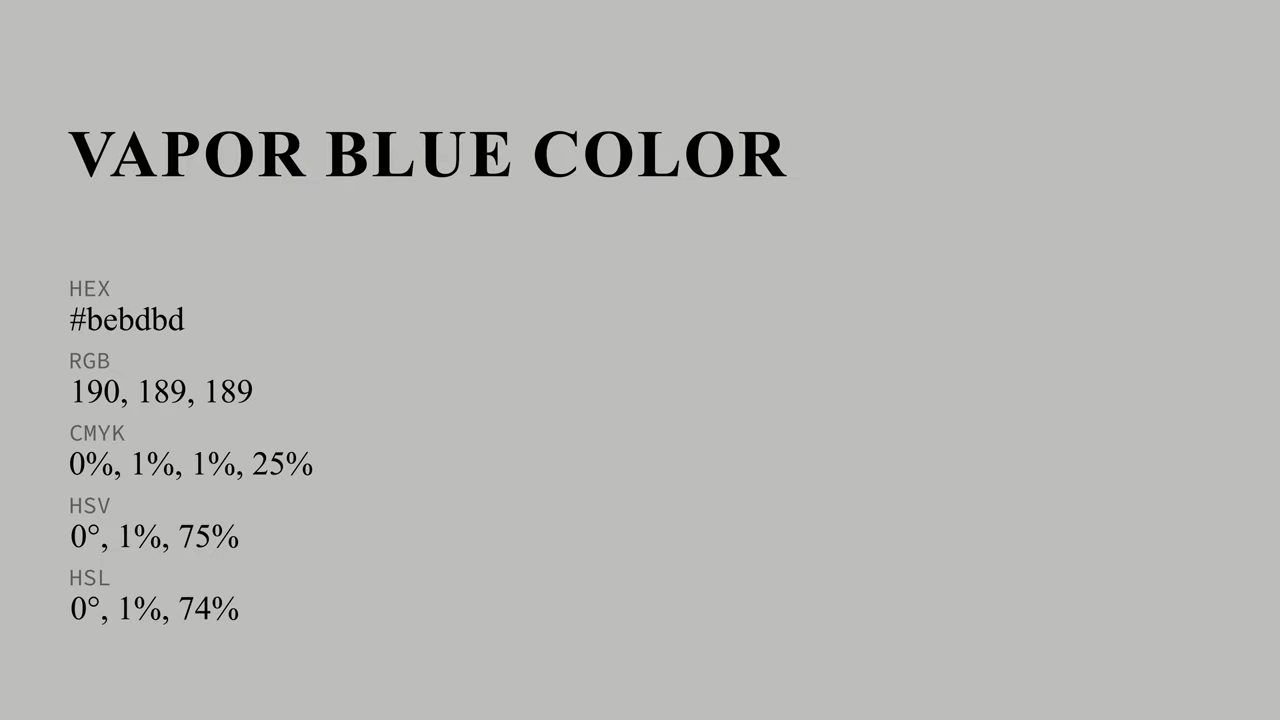 VAPOR BLUE COLOR
HEX
#bebdbd
RGB
190, 189, 189
CMYK
0%, 1%, 1%, 25%
HSV
0°, 1%, 75%
HSL
0°, 1%, 74%